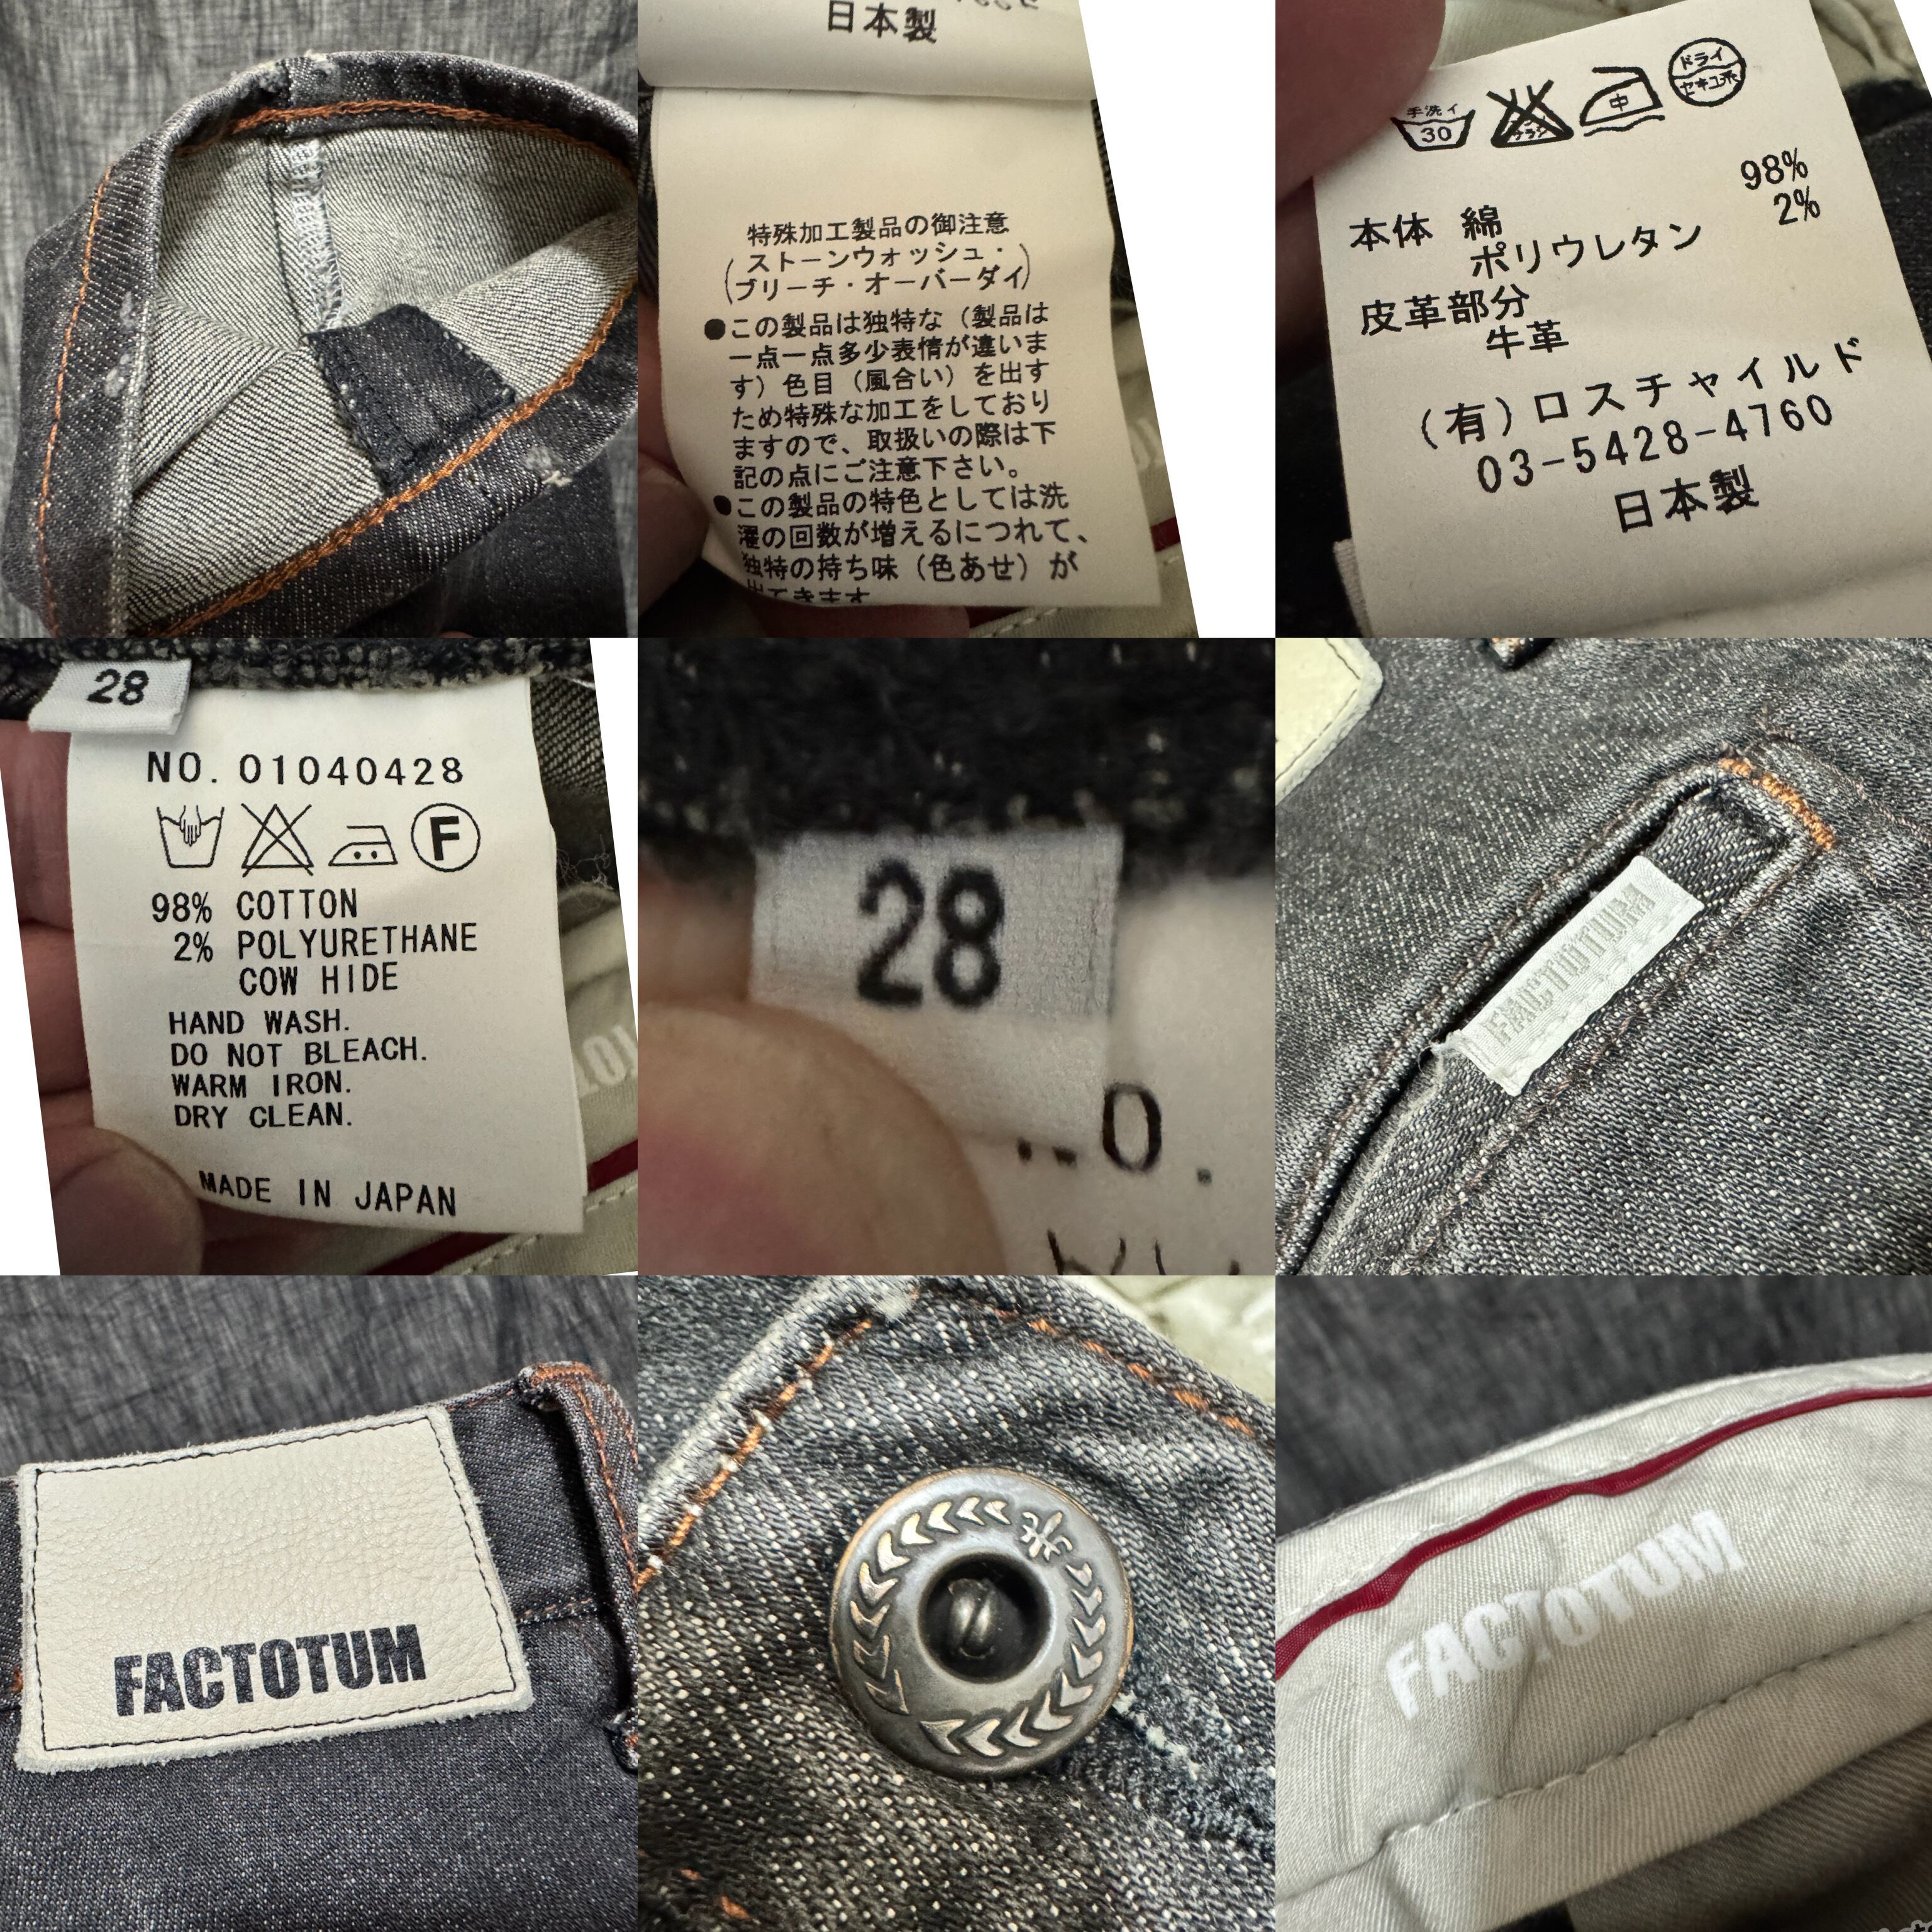 日本製
特殊加工製品の御注意
(ストーンウォッシュ・
ブリーチ・オーバーダイ)
●この製品は独特な(製品は
一点一点多少表情が違いま
す)色目(風合い)を出す
ため特殊な加工をしており
ますので、取扱いの際は下
記の点にご注意下さい。
●この製品の特色としては洗
濯の回数が増えるにつれて、
独特の持ち味(色あせ)が
出てきます
手洗イ
30
中
ドライ
セキユ系
本体 綿 98%
ポリウレタン 2%
皮革部分
牛革
(有)ロスチャイルド
03-5428-4760
日本製
28
NO. 01040428
F
98% COTTON
2% POLYURETHANE
COW HIDE
HAND WASH.
DO NOT BLEACH.
WARM IRON.
DRY CLEAN.
MADE IN JAPAN
28
O.
FACTOTUM
FACTOTUM
FACTOTUM